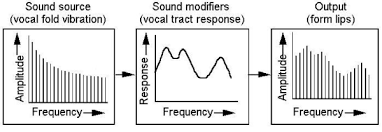 Sound source
(vocal fold vibration)
Amplitude
Frequency
Sound modifiers
(vocal tract response)
Response
Frequency
Output
(form lips)
Amplitude
Frequency